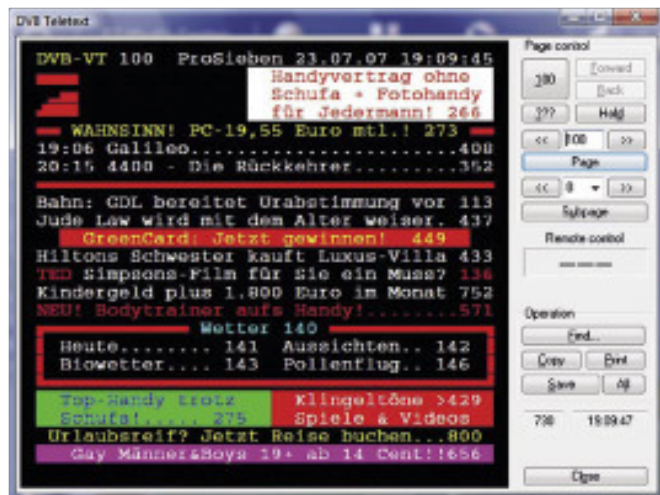 DVB Teletext
DVB-VT 100 ProSieben 23.07.07 19:09:45
Handyvertrag ohne
Schufa + Fotohandy
für Jedermann! 266
WAHNSINN! PC-19,55 Euro mtl.! 273
19:06 Galileo........................408
20:15 4400 - Die Rückkehrer..........352
Bahn: GDL bereitet Urabstimmung vor 113
Jude Law wird mit dem Alter weiser. 437
GreenCard: Jetzt gewinnen! 449
Hiltons Schwester kauft Luxus-Villa 433
TED Simpsons-Film für Sie ein Muss? 136
Kindergeld plus 1.800 Euro im Monat 752
NEU! Bodytrainer aufs Handy!........571
Wetter 140
Heute........ 141 Aussichten.. 142
Biowetter.... 143 Pollenflug.. 146
Top-Handy trotz Klingeltöne >429
Schufa!..... 275 Spiele & Videos
Urlaubsreif? Jetzt Reise buchen...800
Gay Männer&Boys 19+ ab 14 Cent!!656
Page control
100 Forward
Back
??? Hold
<< 100 >>
Page
<< 0 >>
Subpage
Remote control
Operation
Find...
Copy Print
Save All
730 19:09:47
Close